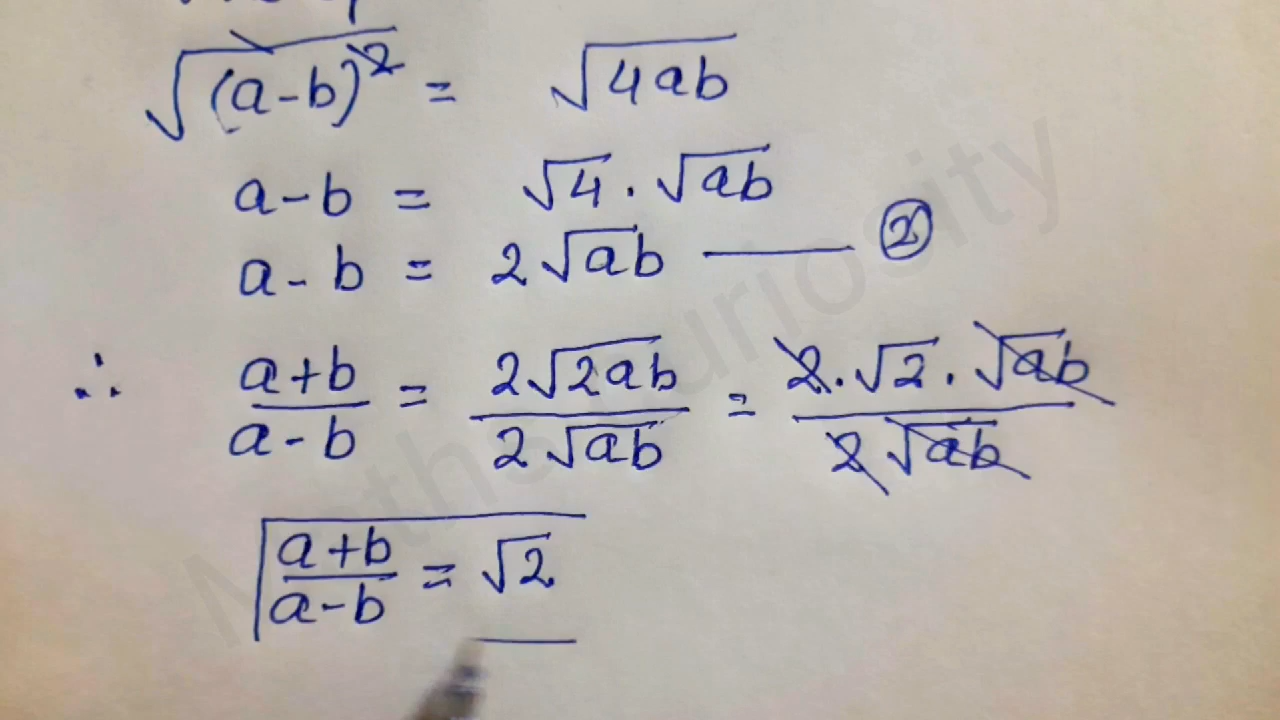 √(a-b)² = √4ab
a-b = √4 · √ab
a-b = 2√ab —— ②
∴ a+b/a-b = 2√2ab/2√ab = 2·√2·√ab/2√ab
a+b/a-b = √2